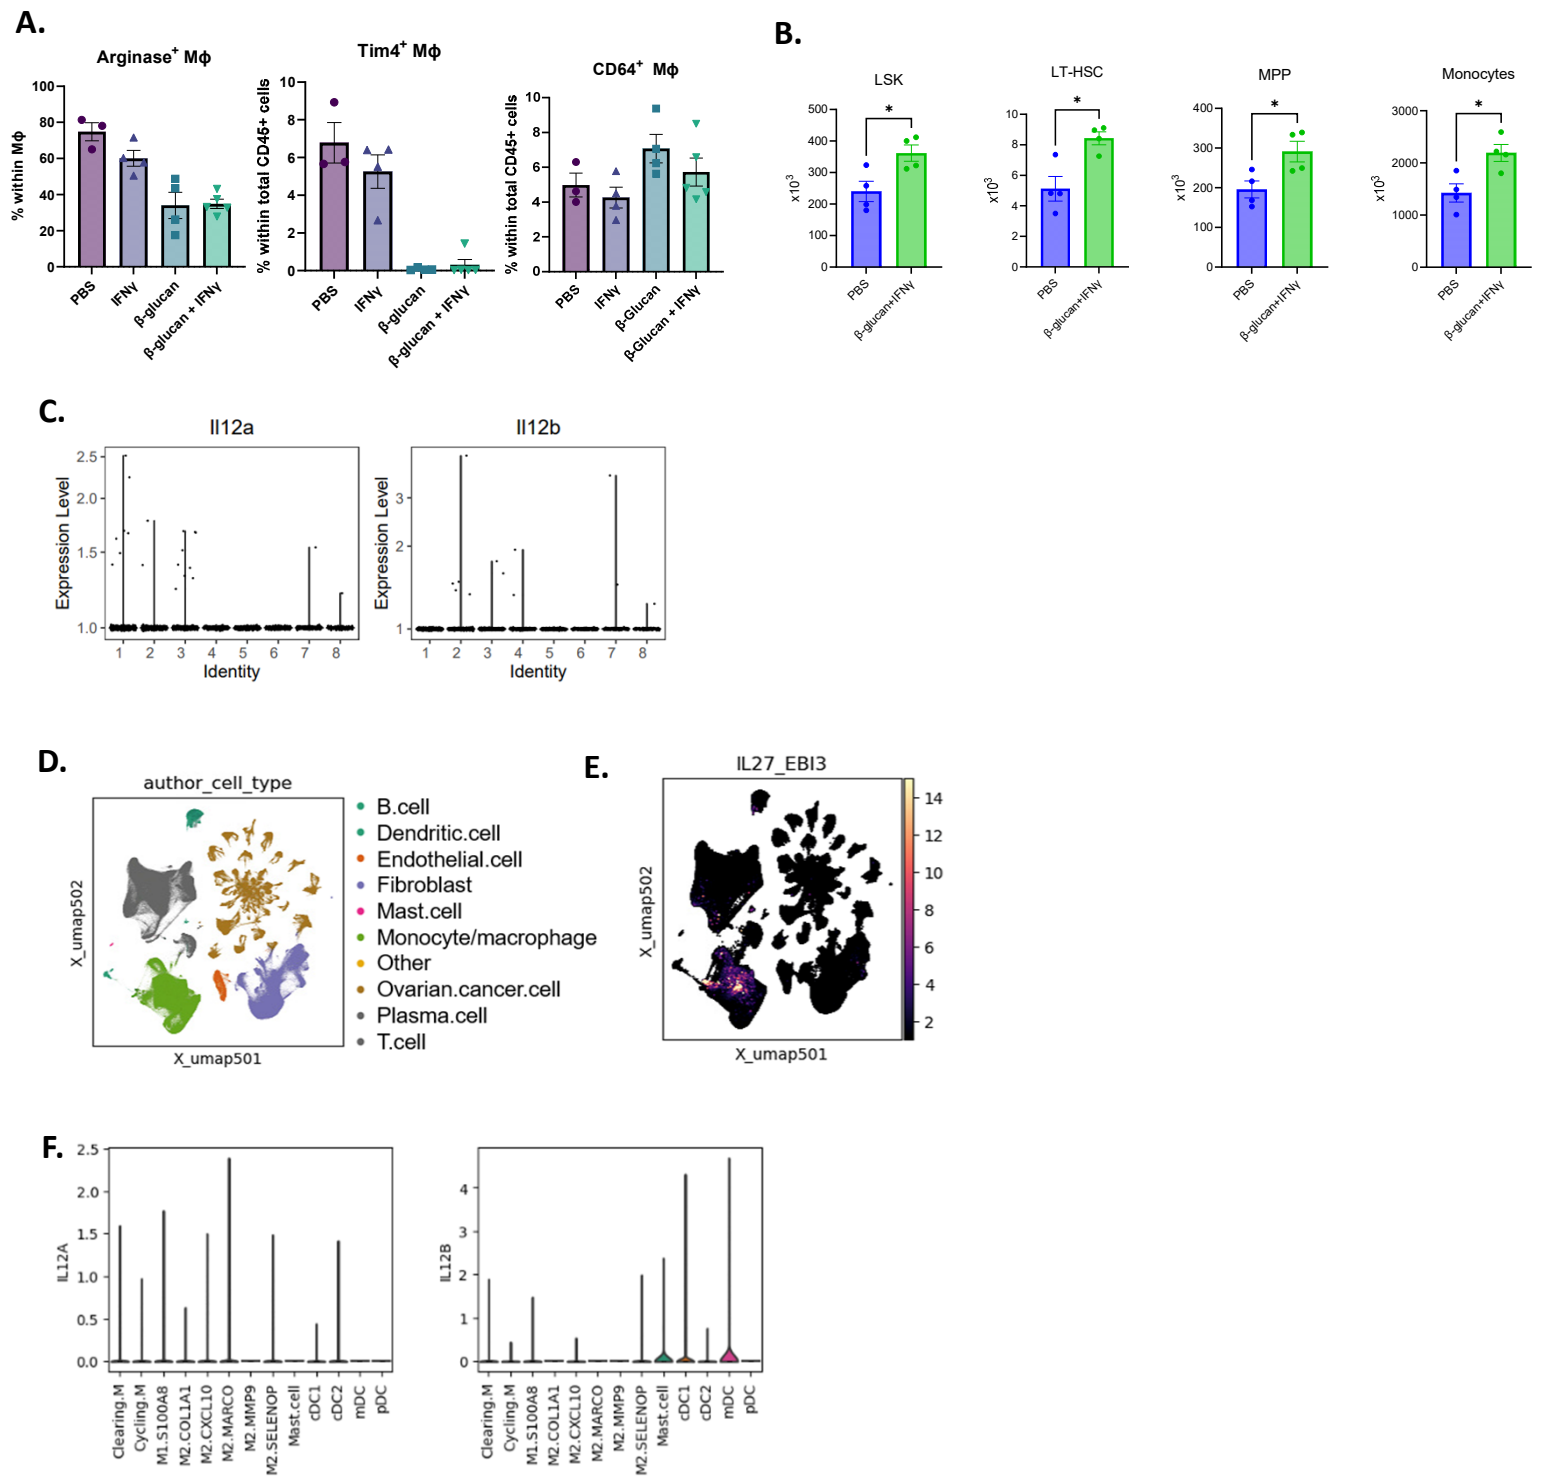 A.
Arginase+ Mϕ
% within Mϕ
100
80
60
40
20
0
PBS
IFNγ
β-glucan
β-glucan + IFNγ
Tim4+ Mϕ
% within total CD45+ cells
10
8
6
4
2
0
PBS
IFNγ
β-glucan
β-glucan + IFNγ
CD64+ Mϕ
% within total CD45+ cells
10
8
6
4
2
0
PBS
IFNγ
β-Glucan
β-Glucan + IFNγ
B.
LSK
x10³
500
400
300
200
100
0
*
PBS
β-glucan+IFNγ
LT-HSC
x10³
10
8
6
4
2
0
*
PBS
β-glucan+IFNγ
MPP
x10³
400
300
200
100
0
*
PBS
β-glucan+IFNγ
Monocytes
x10³
3000
2000
1000
0
*
PBS
β-glucan+IFNγ
C.
Il12a
Expression Level
2.5
2.0
1.5
1.0
1 2 3 4 5 6 7 8
Identity
Il12b
Expression Level
3
2
1
1 2 3 4 5 6 7 8
Identity
D.
author_cell_type
X_umap502
X_umap501
B.cell
Dendritic.cell
Endothelial.cell
Fibroblast
Mast.cell
Monocyte/macrophage
Other
Ovarian.cancer.cell
Plasma.cell
T.cell
E.
IL27_EBI3
X_umap502
X_umap501
14
12
10
8
6
4
2
F.
IL12A
2.5
2.0
1.5
1.0
0.5
0.0
Clearing.M
Cycling.M
M1.S100A8
M2.COL1A1
M2.CXCL10
M2.MARCO
M2.MMP9
M2.SELENOP
Mast.cell
cDC1
cDC2
mDC
pDC
IL12B
4
3
2
1
0
Clearing.M
Cycling.M
M1.S100A8
M2.COL1A1
M2.CXCL10
M2.MARCO
M2.MMP9
M2.SELENOP
Mast.cell
cDC1
cDC2
mDC
pDC